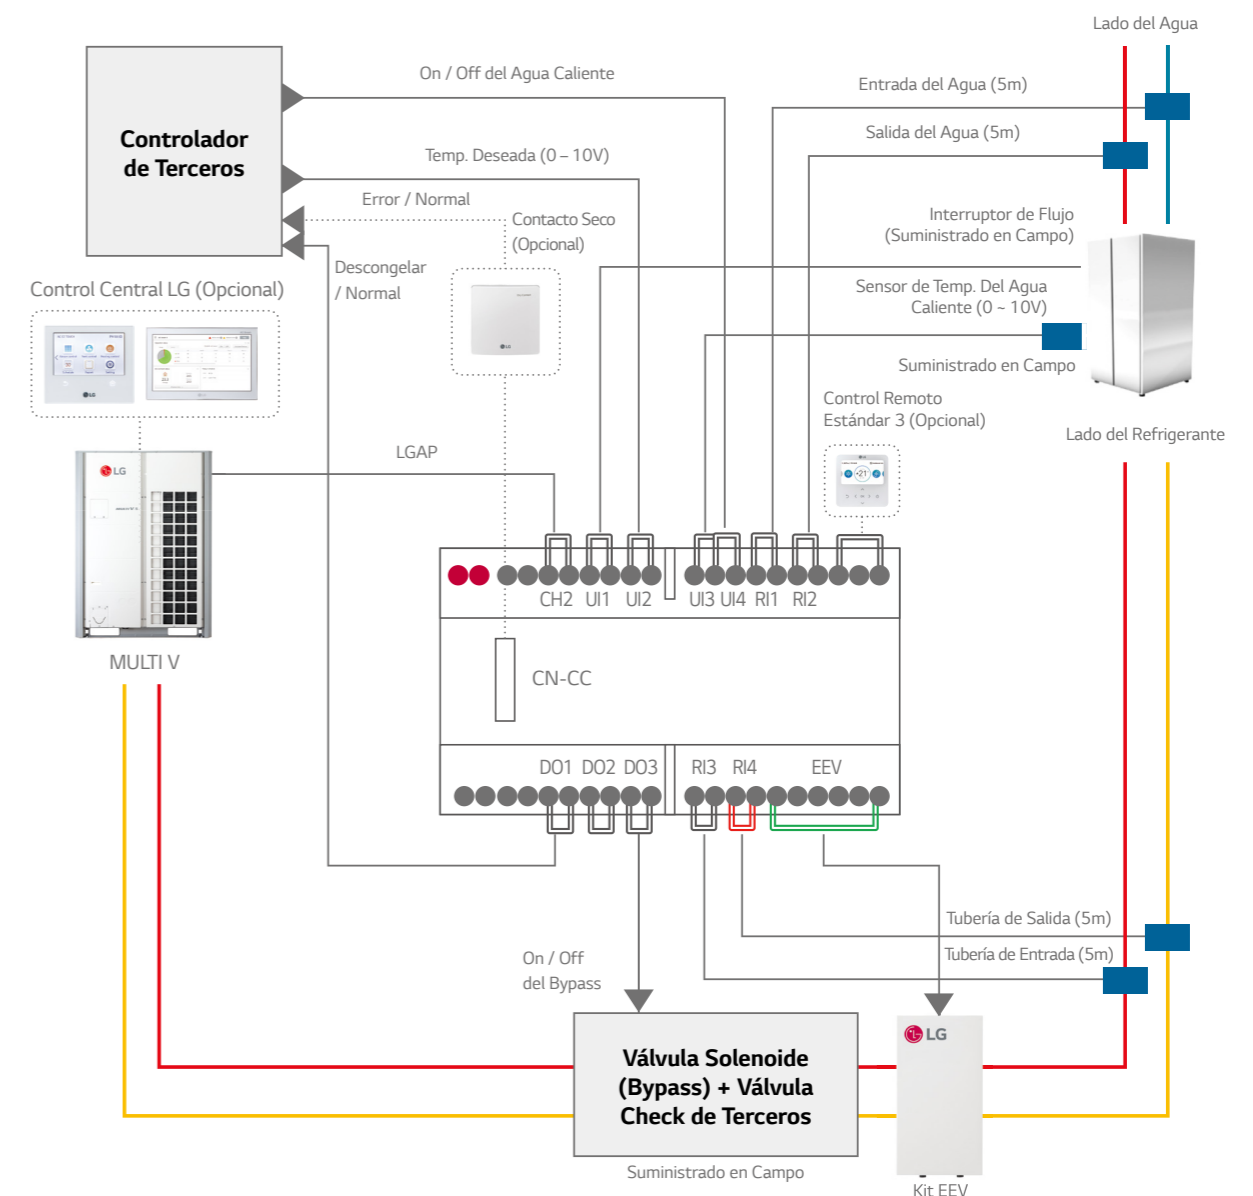 Lado del Agua
On / Off del Agua Caliente
Entrada del Agua (5m)
Controlador
de Terceros
Salida del Agua (5m)
Temp. Deseada (0 – 10V)
Error / Normal
Contacto Seco
(Opcional)
Interruptor de Flujo
(Suministrado en Campo)
Descongelar
/ Normal
Sensor de Temp. Del Agua
Caliente (0 ~ 10V)
Control Central LG (Opcional)
LG
LG
LG
Suministrado en Campo
Control Remoto
Estándar 3 (Opcional)
Lado del Refrigerante
LGAP
LG
CH2 UI1 UI2 UI3 UI4 RI1 RI2
MULTI V
CN-CC
DO1 DO2 DO3 RI3 RI4 EEV
Tubería de Salida (5m)
On / Off
del Bypass
Tubería de Entrada (5m)
LG
Válvula Solenoide
(Bypass) + Válvula
Check de Terceros
Suministrado en Campo
Kit EEV